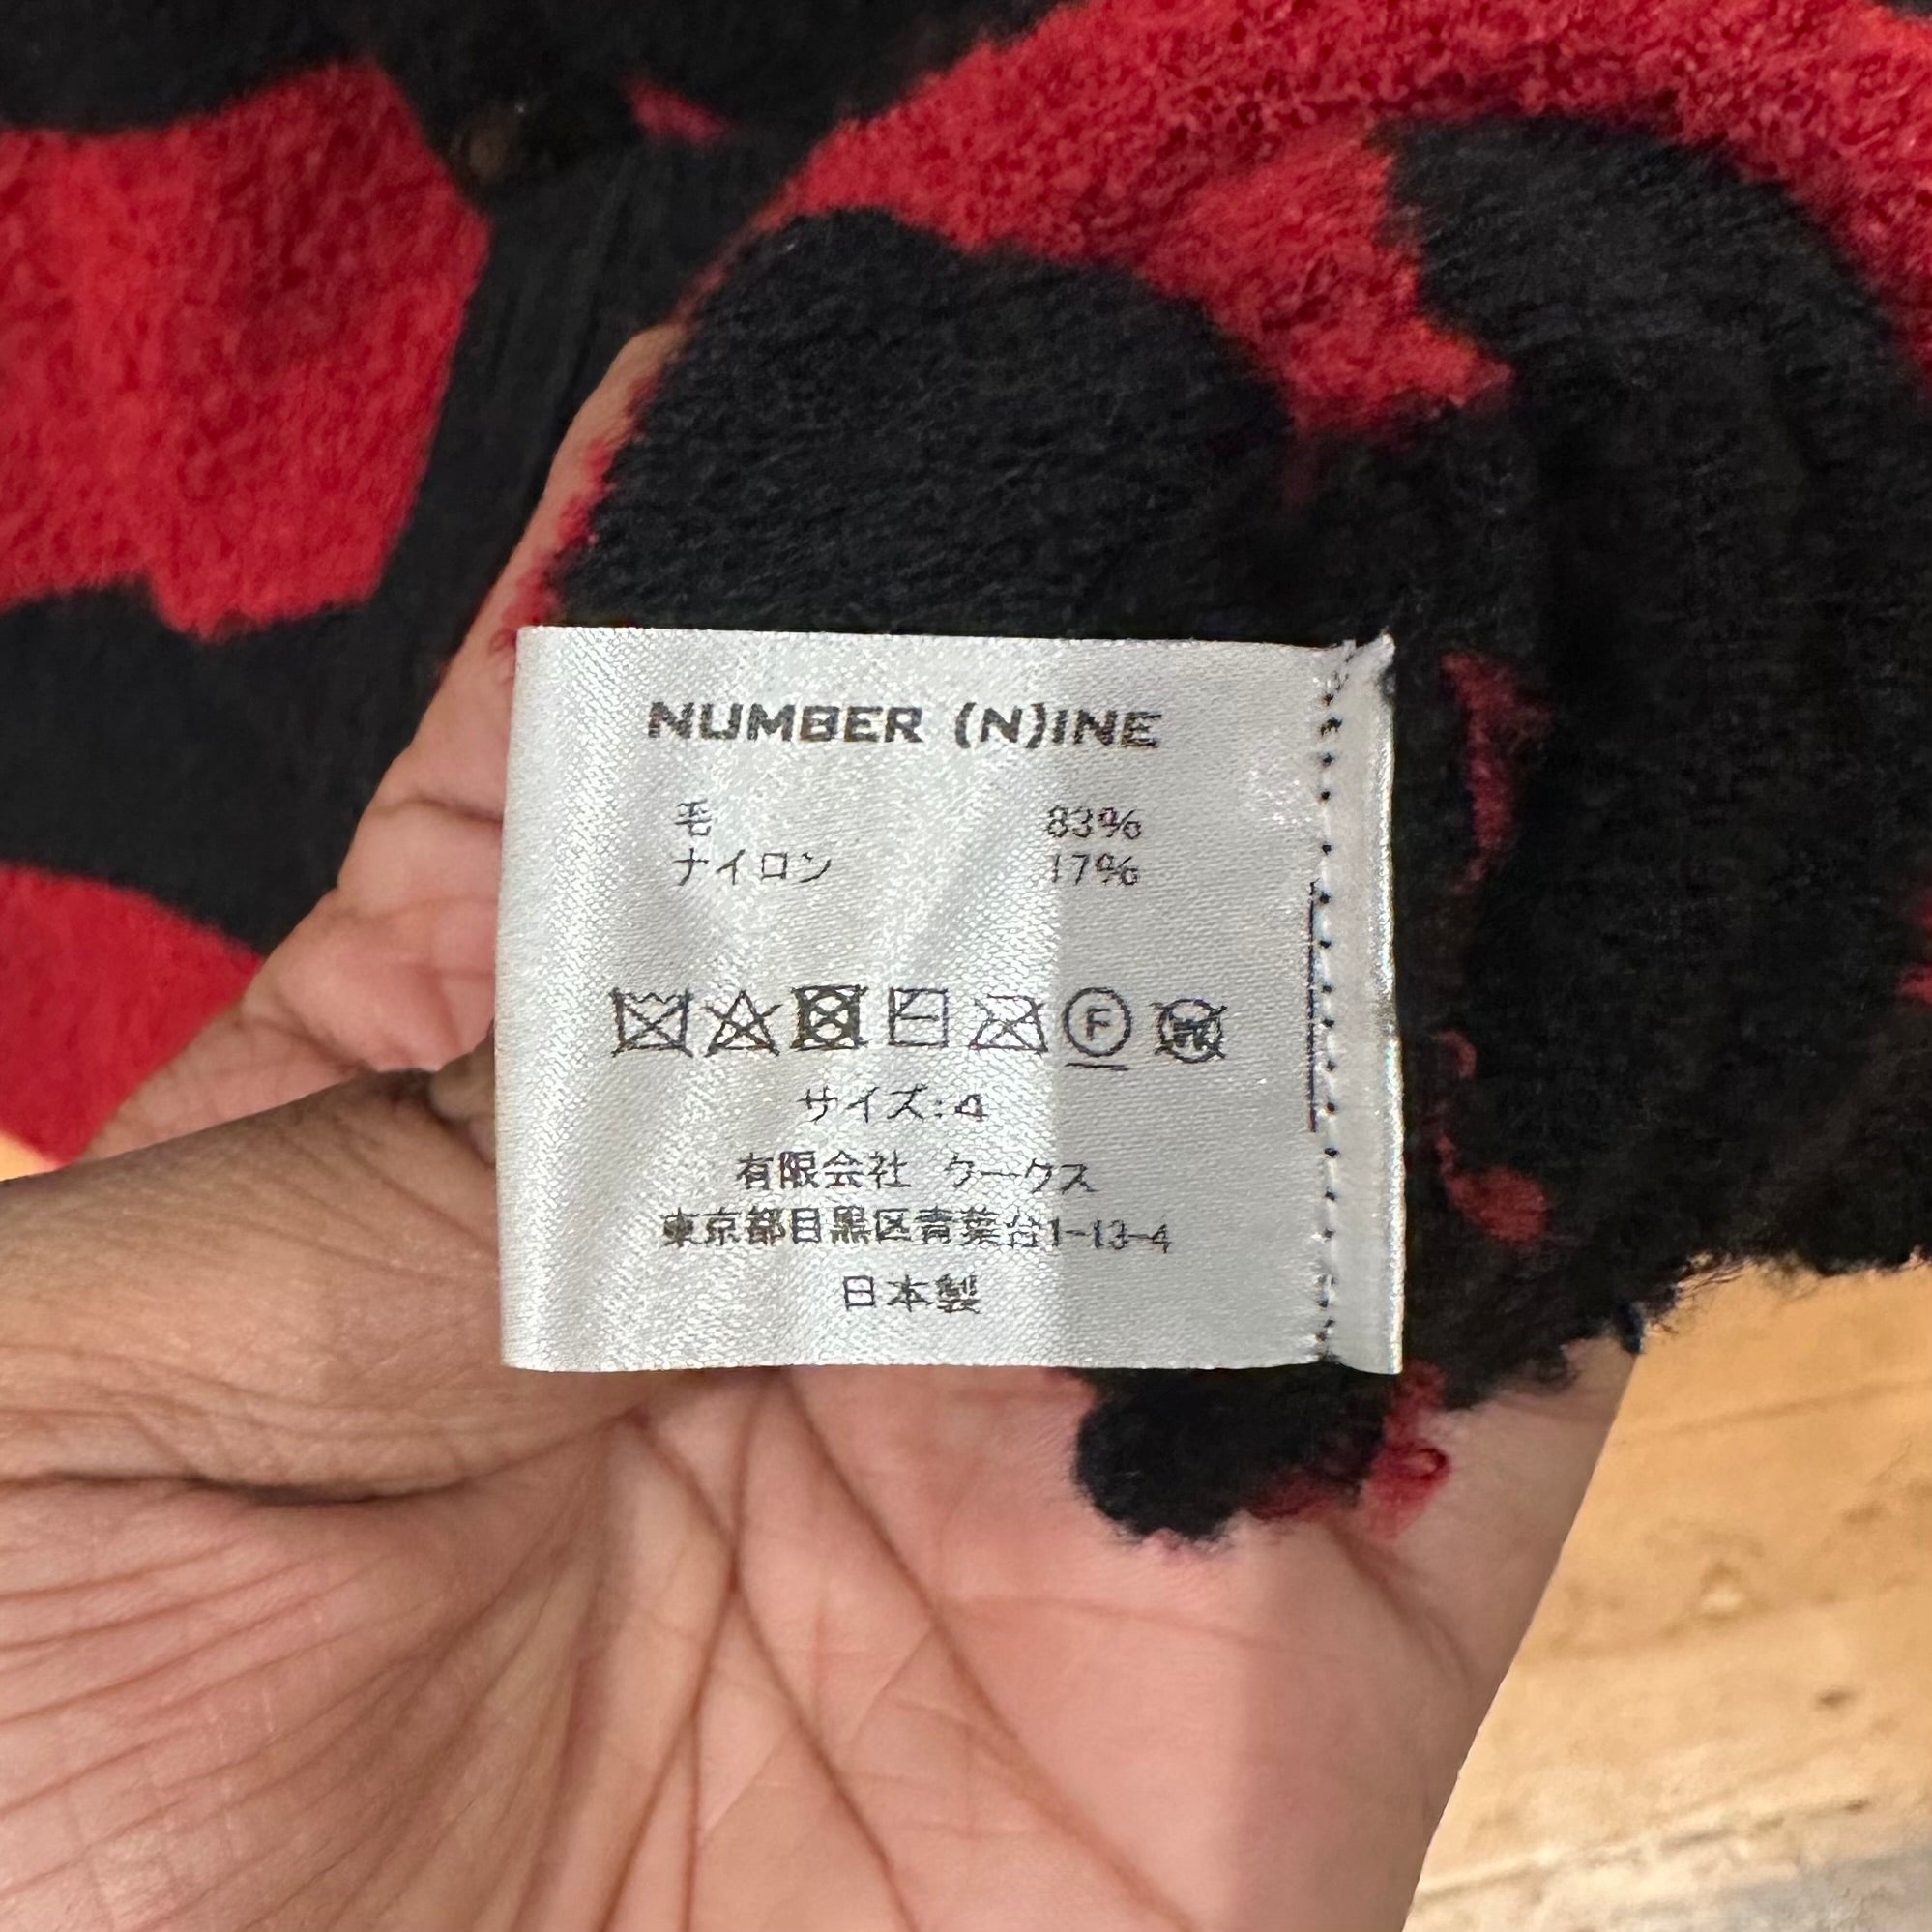 NUMBER (N)INE
毛 83%
ナイロン 17%
F
サイズ:4
有限会社 クークス
東京都目黒区青葉台1-13-4
日本製